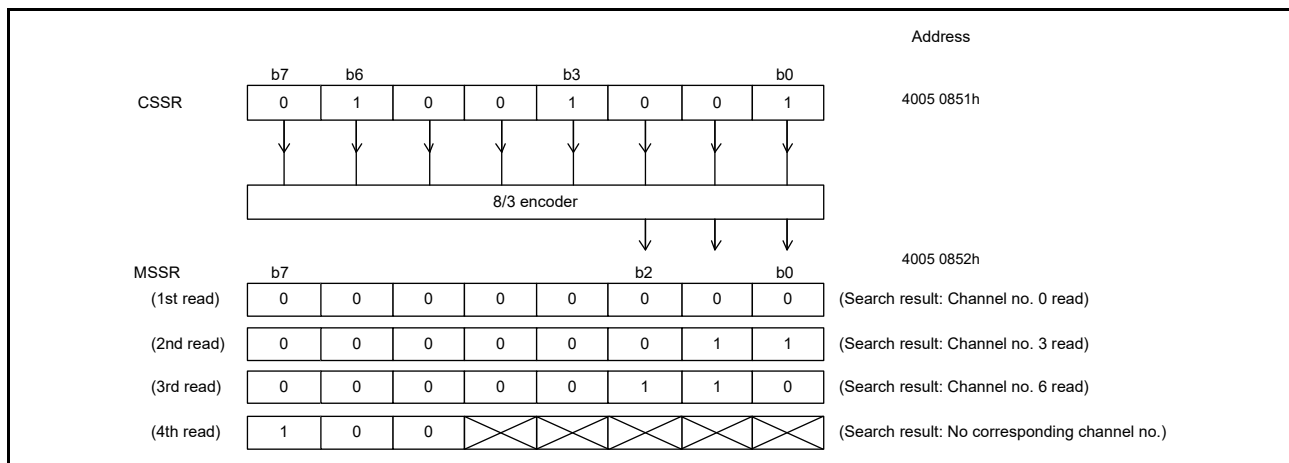 Address
b7 b6 b3 b0
CSSR 0 1 0 0 1 0 0 1 4005 0851h
8/3 encoder
4005 0852h
MSSR b7 b2 b0
(1st read) 0 0 0 0 0 0 0 0 (Search result: Channel no. 0 read)
(2nd read) 0 0 0 0 0 0 1 1 (Search result: Channel no. 3 read)
(3rd read) 0 0 0 0 0 1 1 0 (Search result: Channel no. 6 read)
(4th read) 1 0 0 (Search result: No corresponding channel no.)